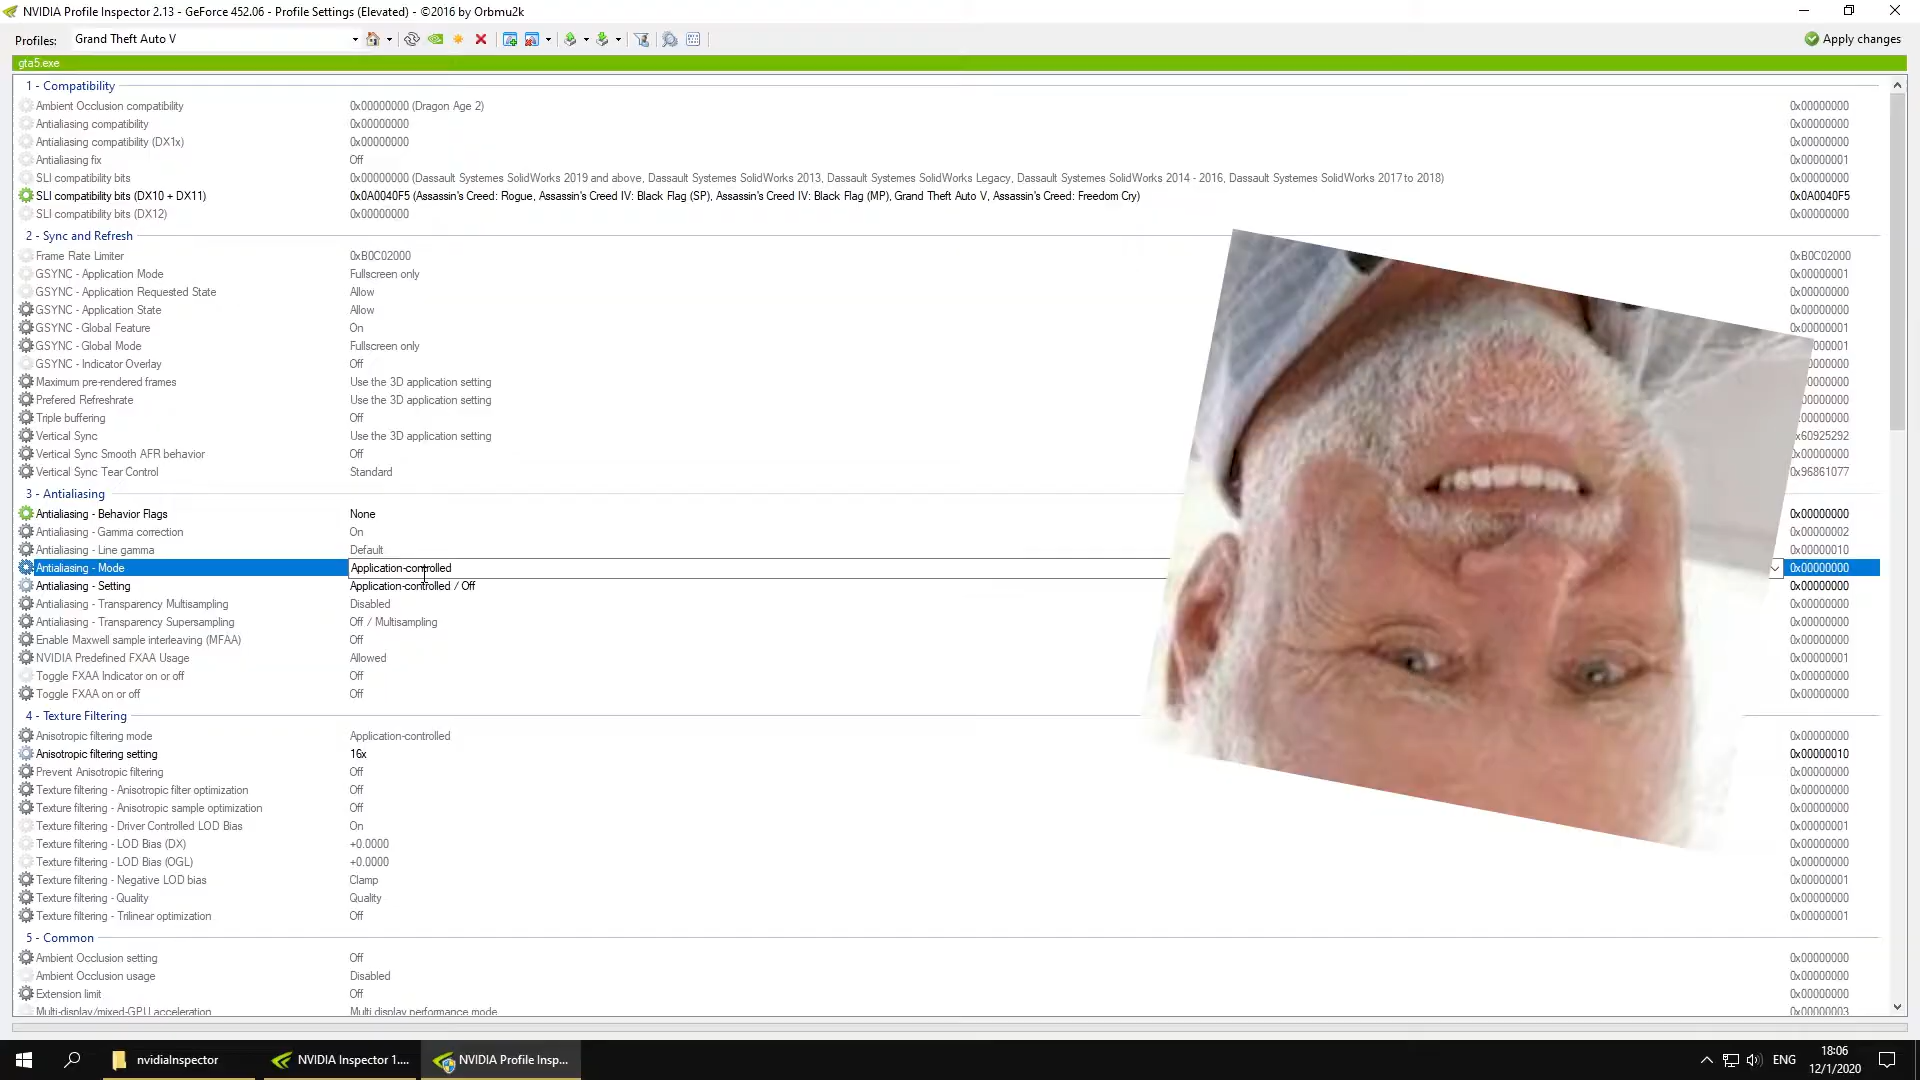 NVIDIA Profile Inspector 2.13 - GeForce 452.06 - Profile Settings (Elevated) - ©2016 by Orbmu2k
Profiles: Grand Theft Auto V Apply changes
gta5.exe
1 - Compatibility
Ambient Occlusion compatibility 0x00000000 (Dragon Age 2) 0x00000000
Antialiasing compatibility 0x00000000 0x00000000
Antialiasing compatibility (DX1x) 0x00000000 0x00000000
Antialiasing fix Off 0x00000001
SLI compatibility bits 0x00000000 (Dassault Systemes SolidWorks 2019 and above, Dassault Systemes SolidWorks 2013, Dassault Systemes SolidWorks Legacy, Dassault Systemes SolidWorks 2014 - 2016, Dassault Systemes SolidWorks 2017 to 2018) 0x00000000
SLI compatibility bits (DX10 + DX11) 0x0A0040F5 (Assassin's Creed: Rogue, Assassin's Creed IV: Black Flag (SP), Assassin's Creed IV: Black Flag (MP), Grand Theft Auto V, Assassin's Creed: Freedom Cry) 0x0A0040F5
SLI compatibility bits (DX12) 0x00000000 0x00000000
2 - Sync and Refresh
Frame Rate Limiter 0xB0C02000 0xB0C02000
GSYNC - Application Mode Fullscreen only 0x00000001
GSYNC - Application Requested State Allow 0x00000000
GSYNC - Application State Allow 0x00000000
GSYNC - Global Feature On 0x00000001
GSYNC - Global Mode Fullscreen only 000001
GSYNC - Indicator Overlay Off 000000
Maximum pre-rendered frames Use the 3D application setting 000000
Prefered Refreshrate Use the 3D application setting 000000
Triple buffering Off 000000
Vertical Sync Use the 3D application setting x60925292
Vertical Sync Smooth AFR behavior Off x00000000
Vertical Sync Tear Control Standard x96861077
3 - Antialiasing
Antialiasing - Behavior Flags None 0x00000000
Antialiasing - Gamma correction On 0x00000002
Antialiasing - Line gamma Default 0x00000010
Antialiasing - Mode Application-controlled 0x00000000
Antialiasing - Setting Application-controlled / Off 0x00000000
Antialiasing - Transparency Multisampling Disabled 0x00000000
Antialiasing - Transparency Supersampling Off / Multisampling 0x00000000
Enable Maxwell sample interleaving (MFAA) Off 0x00000000
NVIDIA Predefined FXAA Usage Allowed 0x00000001
Toggle FXAA Indicator on or off Off 0x00000000
Toggle FXAA on or off Off 0x00000000
4 - Texture Filtering
Anisotropic filtering mode Application-controlled 0x00000000
Anisotropic filtering setting 16x 0x00000010
Prevent Anisotropic filtering Off 0x00000000
Texture filtering - Anisotropic filter optimization Off 0x00000000
Texture filtering - Anisotropic sample optimization Off 0x00000000
Texture filtering - Driver Controlled LOD Bias On 0x00000001
Texture filtering - LOD Bias (DX) +0.0000 0x00000000
Texture filtering - LOD Bias (OGL) +0.0000 0x00000000
Texture filtering - Negative LOD bias Clamp 0x00000001
Texture filtering - Quality Quality 0x00000000
Texture filtering - Trilinear optimization Off 0x00000001
5 - Common
Ambient Occlusion setting Off 0x00000000
Ambient Occlusion usage Disabled 0x00000000
Extension limit Off 0x00000000
Multi-display/mixed-GPU acceleration Multi display performance mode 0x00000003
nvidiaInspector NVIDIA Inspector 1.... NVIDIA Profile Insp... ENG 18:06
12/1/2020